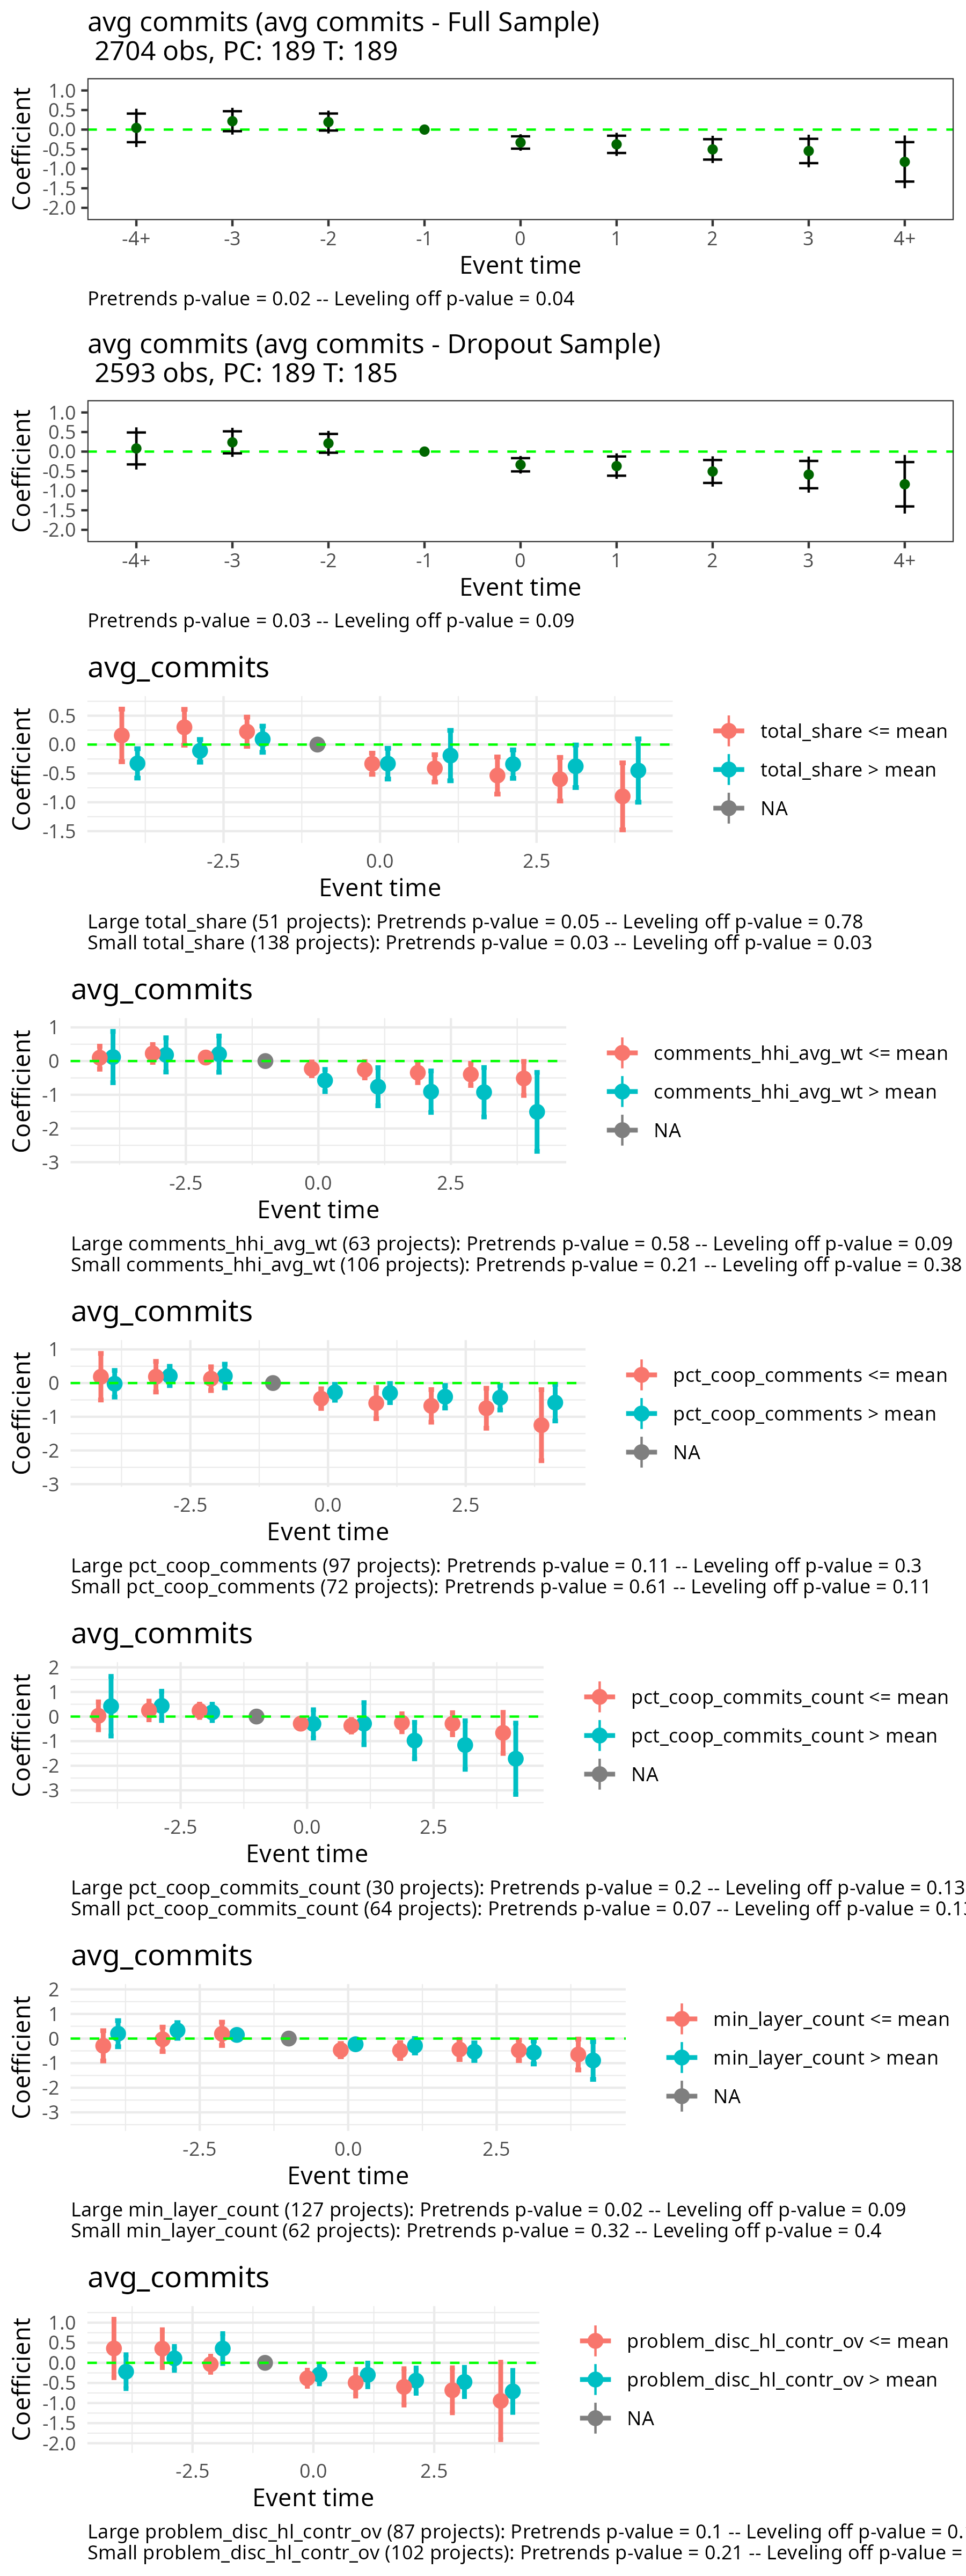 avg commits (avg commits - Full Sample)
2704 obs, PC: 189 T: 189
Coefficient
1.0
0.5
0.0
-0.5
-1.0
-1.5
-2.0
-4+ -3 -2 -1 0 1 2 3 4+
Event time
Pretrends p-value = 0.02 -- Leveling off p-value = 0.04
avg commits (avg commits - Dropout Sample)
2593 obs, PC: 189 T: 185
Coefficient
1.0
0.5
0.0
-0.5
-1.0
-1.5
-2.0
-4+ -3 -2 -1 0 1 2 3 4+
Event time
Pretrends p-value = 0.03 -- Leveling off p-value = 0.09
avg_commits
Coefficient
0.5
0.0
-0.5
-1.0
-1.5
-2.5 0.0 2.5
Event time
total_share <= mean
total_share > mean
NA
Large total_share (51 projects): Pretrends p-value = 0.05 -- Leveling off p-value = 0.78
Small total_share (138 projects): Pretrends p-value = 0.03 -- Leveling off p-value = 0.03
avg_commits
Coefficient
1
0
-1
-2
-3
-2.5 0.0 2.5
Event time
comments_hhi_avg_wt <= mean
comments_hhi_avg_wt > mean
NA
Large comments_hhi_avg_wt (63 projects): Pretrends p-value = 0.58 -- Leveling off p-value = 0.09
Small comments_hhi_avg_wt (106 projects): Pretrends p-value = 0.21 -- Leveling off p-value = 0.38
avg_commits
Coefficient
1
0
-1
-2
-3
-2.5 0.0 2.5
Event time
pct_coop_comments <= mean
pct_coop_comments > mean
NA
Large pct_coop_comments (97 projects): Pretrends p-value = 0.11 -- Leveling off p-value = 0.3
Small pct_coop_comments (72 projects): Pretrends p-value = 0.61 -- Leveling off p-value = 0.11
avg_commits
Coefficient
2
1
0
-1
-2
-3
-2.5 0.0 2.5
Event time
pct_coop_commits_count <= mean
pct_coop_commits_count > mean
NA
Large pct_coop_commits_count (30 projects): Pretrends p-value = 0.2 -- Leveling off p-value = 0.13
Small pct_coop_commits_count (64 projects): Pretrends p-value = 0.07 -- Leveling off p-value = 0.13
avg_commits
Coefficient
2
1
0
-1
-2
-3
-2.5 0.0 2.5
Event time
min_layer_count <= mean
min_layer_count > mean
NA
Large min_layer_count (127 projects): Pretrends p-value = 0.02 -- Leveling off p-value = 0.09
Small min_layer_count (62 projects): Pretrends p-value = 0.32 -- Leveling off p-value = 0.4
avg_commits
Coefficient
1.0
0.5
0.0
-0.5
-1.0
-1.5
-2.0
-2.5 0.0 2.5
Event time
problem_disc_hl_contr_ov <= mean
problem_disc_hl_contr_ov > mean
NA
Large problem_disc_hl_contr_ov (87 projects): Pretrends p-value = 0.1 -- Leveling off p-value = 0.
Small problem_disc_hl_contr_ov (102 projects): Pretrends p-value = 0.21 -- Leveling off p-value =